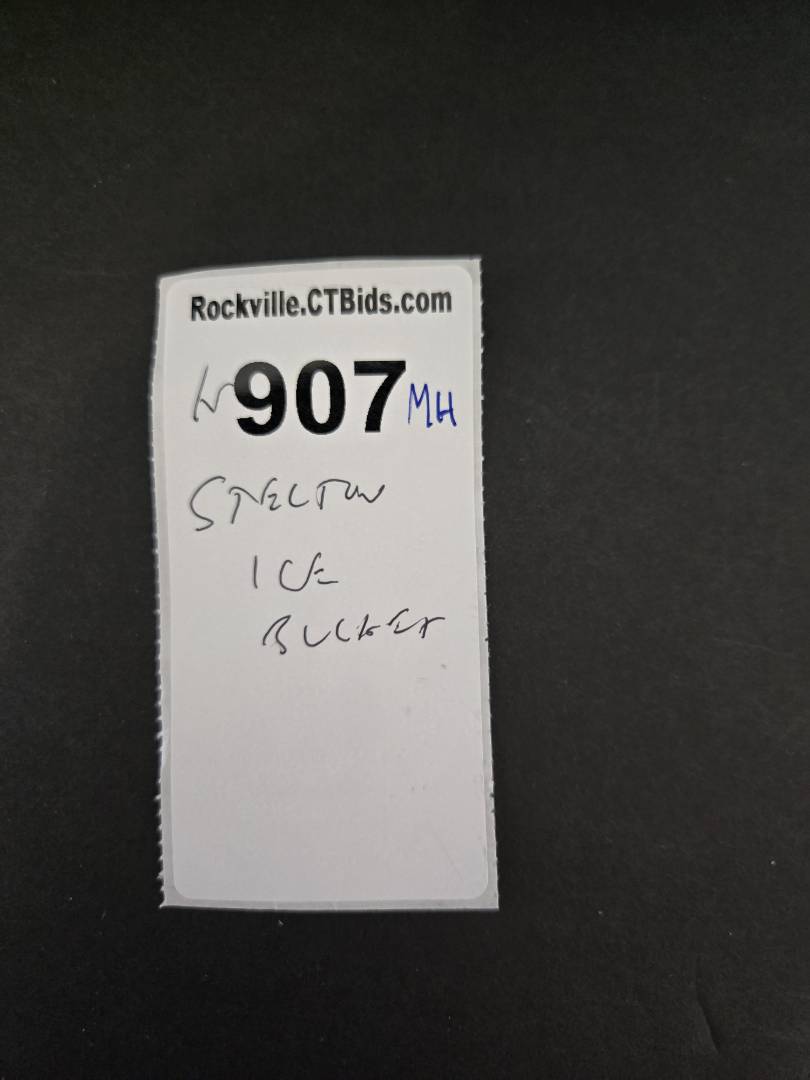 Rockville.CTBids.com
907 MH
STELTON
ICE
BUCKET